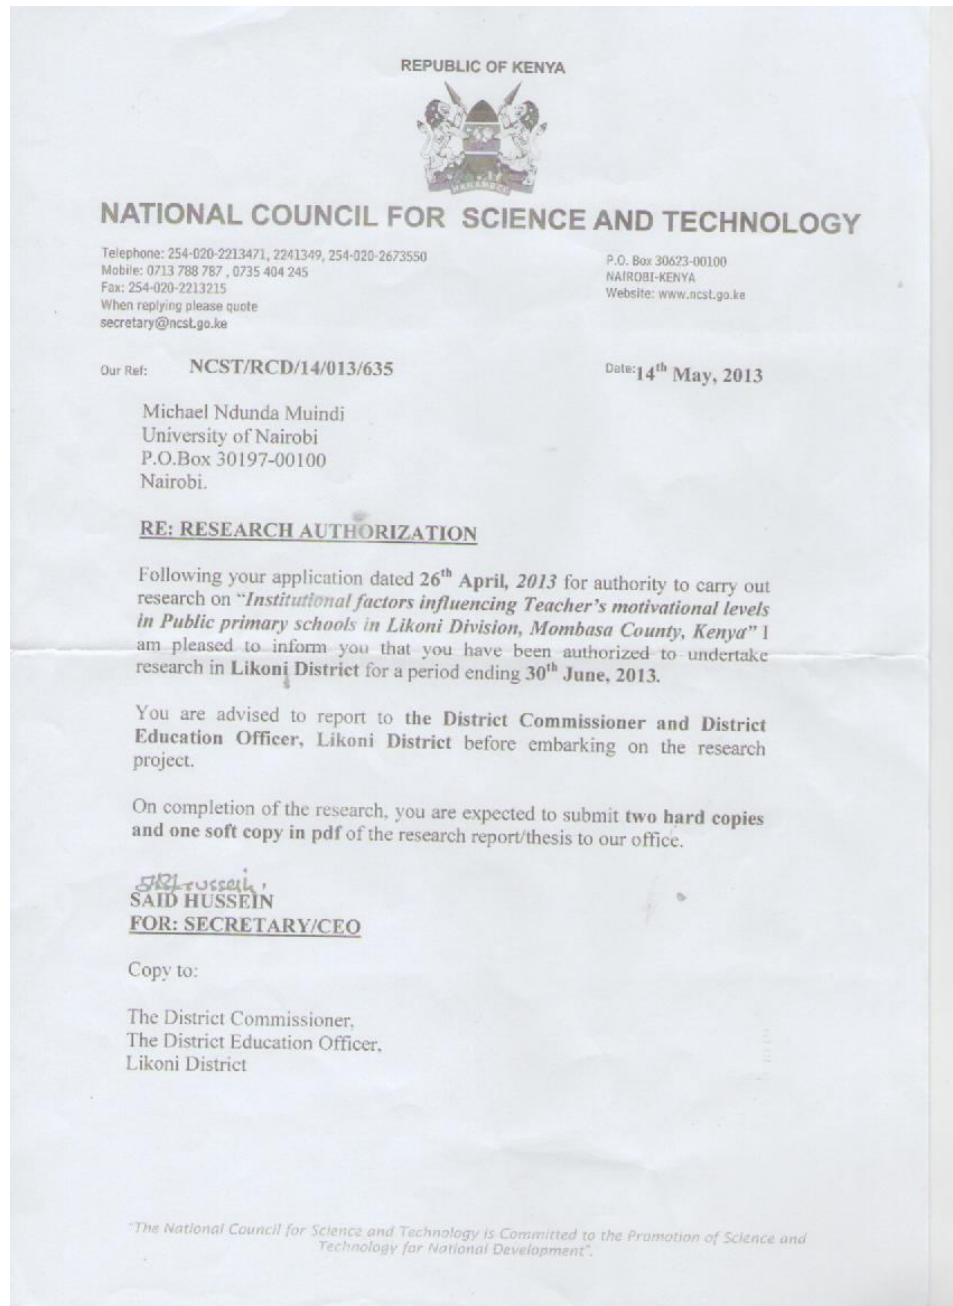 REPUBLIC OF KENYA
HARAMBEE
NATIONAL COUNCIL FOR SCIENCE AND TECHNOLOGY
Telephone: 254-020-2213471, 2241349, 254-020-2673550
Mobile: 0713 788 787 , 0735 404 245
Fax: 254-020-2213215
When replying please quote
secretary@ncst.go.ke
P.O. Box 30623-00100
NAIROBI-KENYA
Website: www.ncst.go.ke
Our Ref: NCST/RCD/14/013/635
Date: 14th May, 2013
Michael Ndunda Muindi
University of Nairobi
P.O.Box 30197-00100
Nairobi.
RE: RESEARCH AUTHORIZATION
Following your application dated 26th April, 2013 for authority to carry out
research on “Institutional factors influencing Teacher’s motivational levels
in Public primary schools in Likoni Division, Mombasa County, Kenya” I
am pleased to inform you that you have been authorized to undertake
research in Likoni District for a period ending 30th June, 2013.
You are advised to report to the District Commissioner and District
Education Officer, Likoni District before embarking on the research
project.
On completion of the research, you are expected to submit two hard copies
and one soft copy in pdf of the research report/thesis to our office.
SAID HUSSEIN
FOR: SECRETARY/CEO
Copy to:
The District Commissioner,
The District Education Officer,
Likoni District
"The National Council for Science and Technology is Committed to the Promotion of Science and
Technology for National Development".